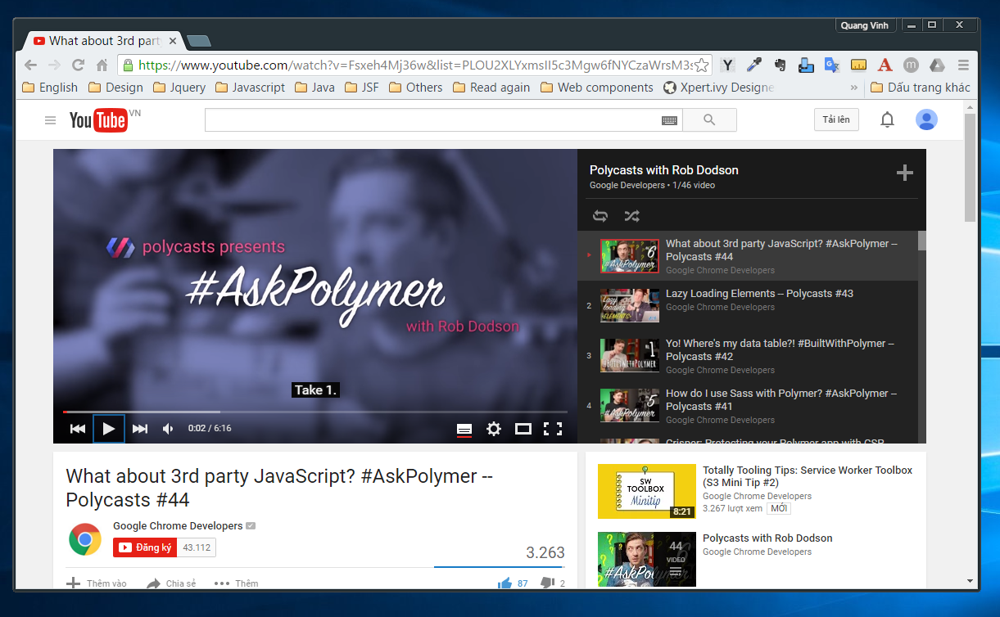 Quang Vinh
What about 3rd part
https://www.youtube.com/watch?v=Fsxeh4Mj36w&list=PLOU2XLYxmsII5c3Mgw6fNYCzaWrsM3s
English Design Jquery Javascript Java JSF Others Read again Web components Xpert.ivy Designe » Dấu trang khác
YouTube VN
Tải lên
polycasts presents
#AskPolymer
with Rob Dodson
Take 1.
0:02 / 6:16
Polycasts with Rob Dodson
Google Developers • 1/46 video
What about 3rd party JavaScript? #AskPolymer --
Polycasts #44
Google Chrome Developers
2
Lazy Loading Elements -- Polycasts #43
Google Chrome Developers
3
Yo! Where's my data table?! #BuiltWithPolymer --
Polycasts #42
Google Chrome Developers
4
How do I use Sass with Polymer? #AskPolymer --
Polycasts #41
Google Chrome Developers
Crisper: Protecting your Polymer app with CSP
What about 3rd party JavaScript? #AskPolymer --
Polycasts #44
Google Chrome Developers
Đăng ký 43.112
3.263
Thêm vào Chia sẻ Thêm 87 2
SW
TOOLBOX
Minitip
8:21
Totally Tooling Tips: Service Worker Toolbox
(S3 Mini Tip #2)
Google Chrome Developers
3.267 lượt xem MỚI
44
VIDEO
#AskPolymer
Polycasts with Rob Dodson
Google Chrome Developers